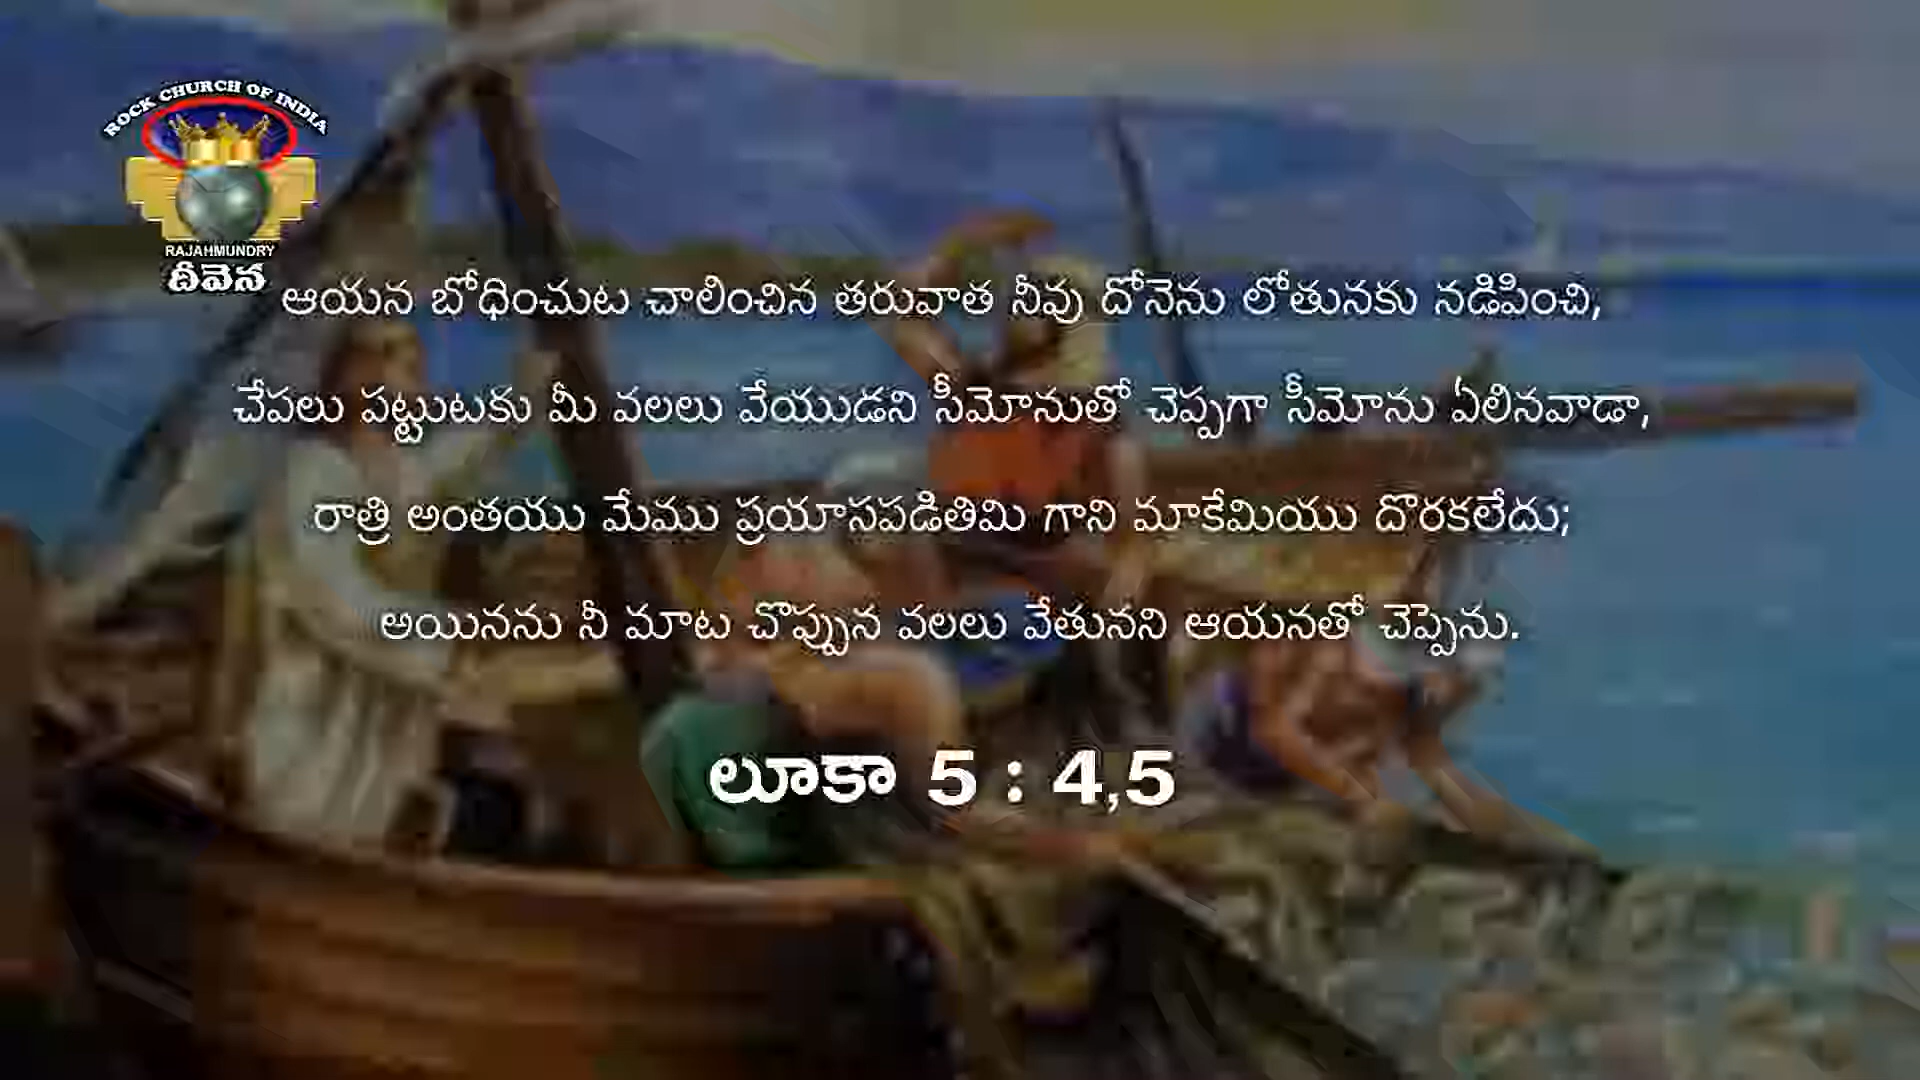 ROCK CHURCH OF INDIA
RAJAHMUNDRY
దీవెన
ఆయన బోధించుట చాలించిన తరువాత నీవు దోనెను లోతునకు నడిపించి,
చేపలు పట్టుటకు మీ వలలు వేయుడని సీమోనుతో చెప్పగా సీమోను ఏలినవాడా,
రాత్రి అంతయు మేము ప్రయాసపడితిమి గాని మాకేమియు దొరకలేదు;
అయినను నీ మాట చొప్పున వలలు వేతునని ఆయనతో చెప్పెను.
లూకా 5 : 4,5